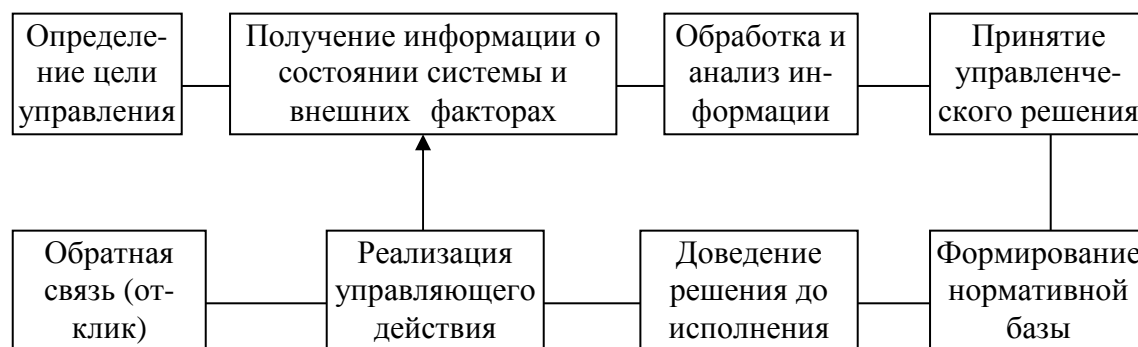 Определе-
ние цели
управления
Получение информации о
состоянии системы и
внешних факторах
Обработка и
анализ ин-
формации
Принятие
управленче-
ского решения
Обратная
связь (от-
клик)
Реализация
управляющего
действия
Доведение
решения до
исполнения
Формирование
нормативной
базы